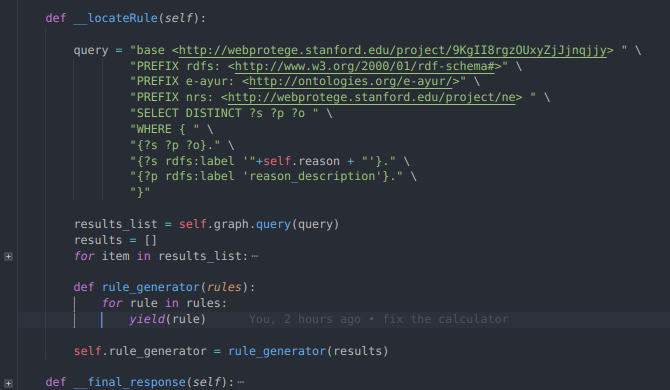 def __locateRule(self):
query = "base <http://webprotege.stanford.edu/project/9KgII8rgzOUxyZjJjnqjjy> " \
"PREFIX rdfs: <http://www.w3.org/2000/01/rdf-schema#>" \
"PREFIX e-ayur: <http://ontologies.org/e-ayur/>" \
"PREFIX nrs: <http://webprotege.stanford.edu/project/ne> " \
"SELECT DISTINCT ?s ?p ?o " \
"WHERE { " \
"{?s ?p ?o}." \
"{?s rdfs:label '"+self.reason + "'}." \
"{?p rdfs:label 'reason_description'}." \
"}"
results_list = self.graph.query(query)
results = []
for item in results_list:⋯
def rule_generator(rules):
for rule in rules:
yield(rule) You, 2 hours ago • fix the calculator
self.rule_generator = rule_generator(results)
def __final_response(self):⋯